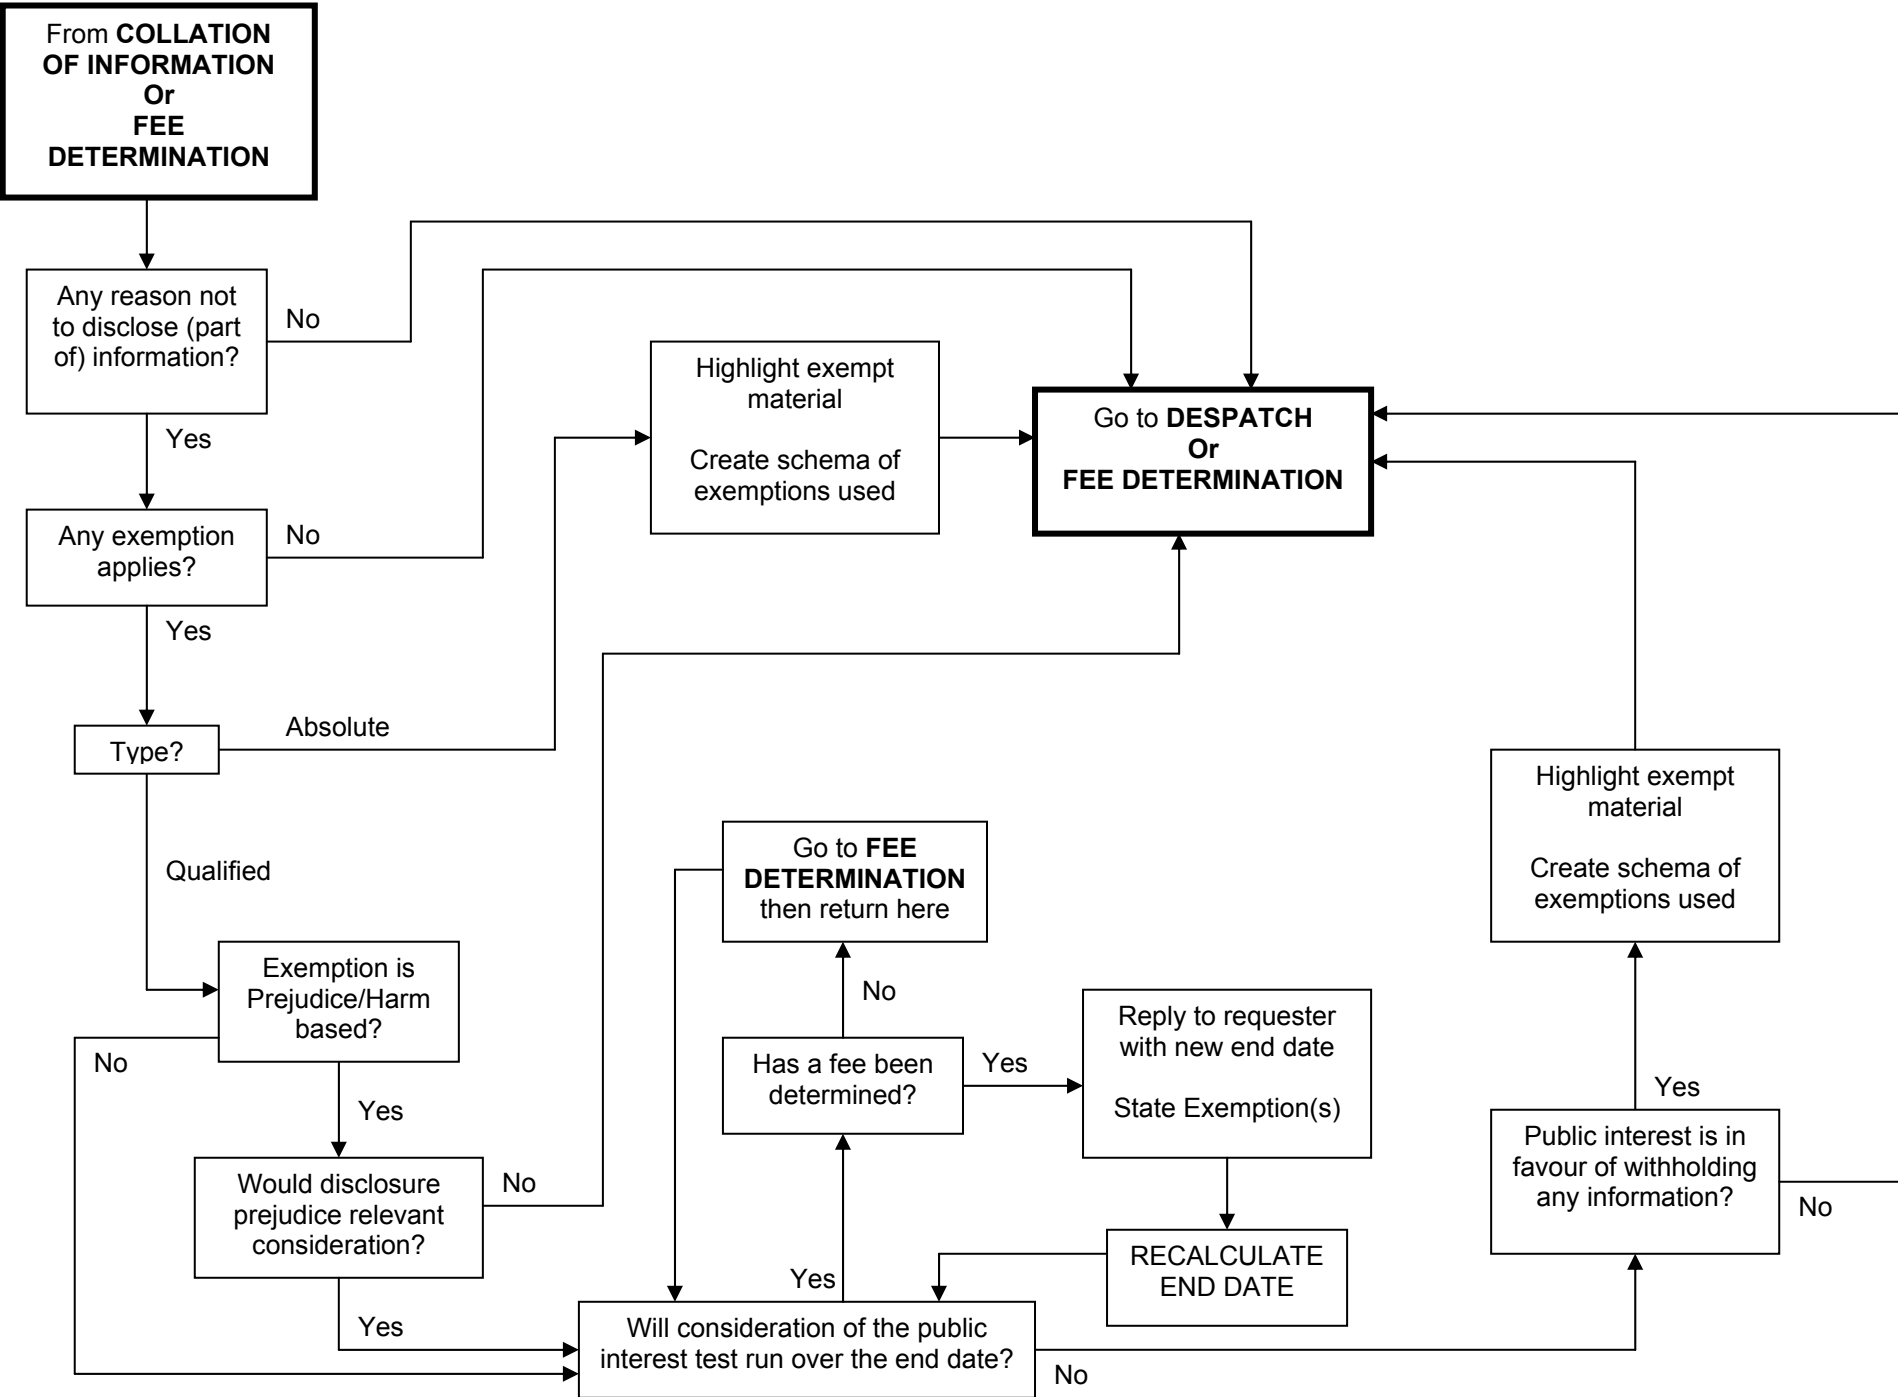 From COLLATION
OF INFORMATION
Or
FEE
DETERMINATION
Any reason not
to disclose (part
of) information?
No
Yes
Any exemption
applies?
No
Yes
Type?
Absolute
Qualified
Highlight exempt
material
Create schema of
exemptions used
Go to DESPATCH
Or
FEE DETERMINATION
Exemption is
Prejudice/Harm
based?
No
Yes
Would disclosure
prejudice relevant
consideration?
No
Yes
Go to FEE
DETERMINATION
then return here
No
Has a fee been
determined?
Yes
Yes
Reply to requester
with new end date
State Exemption(s)
RECALCULATE
END DATE
Will consideration of the public
interest test run over the end date?
No
Highlight exempt
material
Create schema of
exemptions used
Yes
Public interest is in
favour of withholding
any information?
No